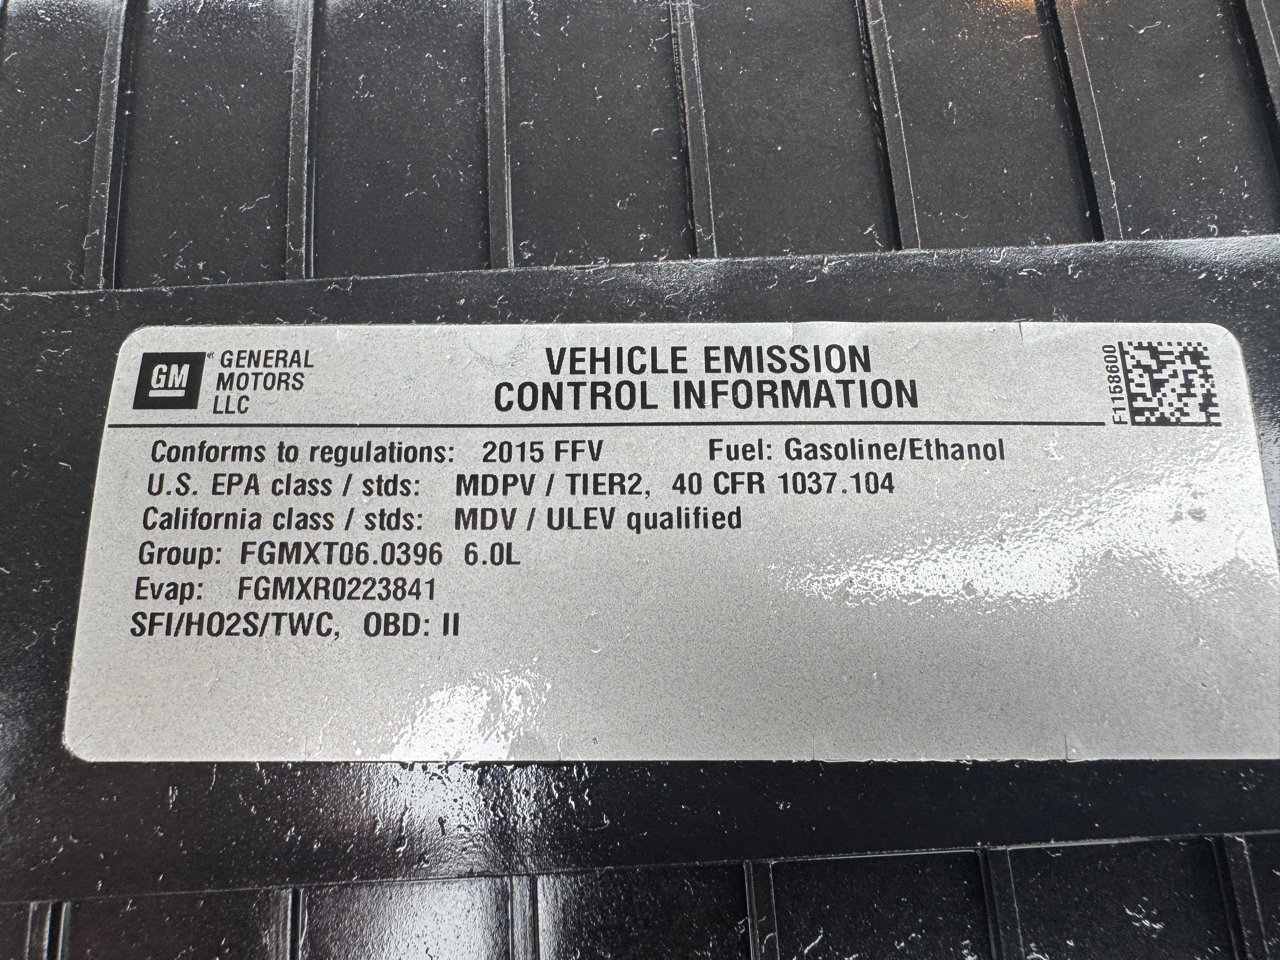 GM
GENERAL
MOTORS
LLC
VEHICLE EMISSION
CONTROL INFORMATION
F1158600
Conforms to regulations: 2015 FFV Fuel: Gasoline/Ethanol
U.S. EPA class / stds: MDPV / TIER2, 40 CFR 1037.104
California class / stds: MDV / ULEV qualified
Group: FGMXT06.0396 6.0L
Evap: FGMXR0223841
SFI/HO2S/TWC, OBD: II